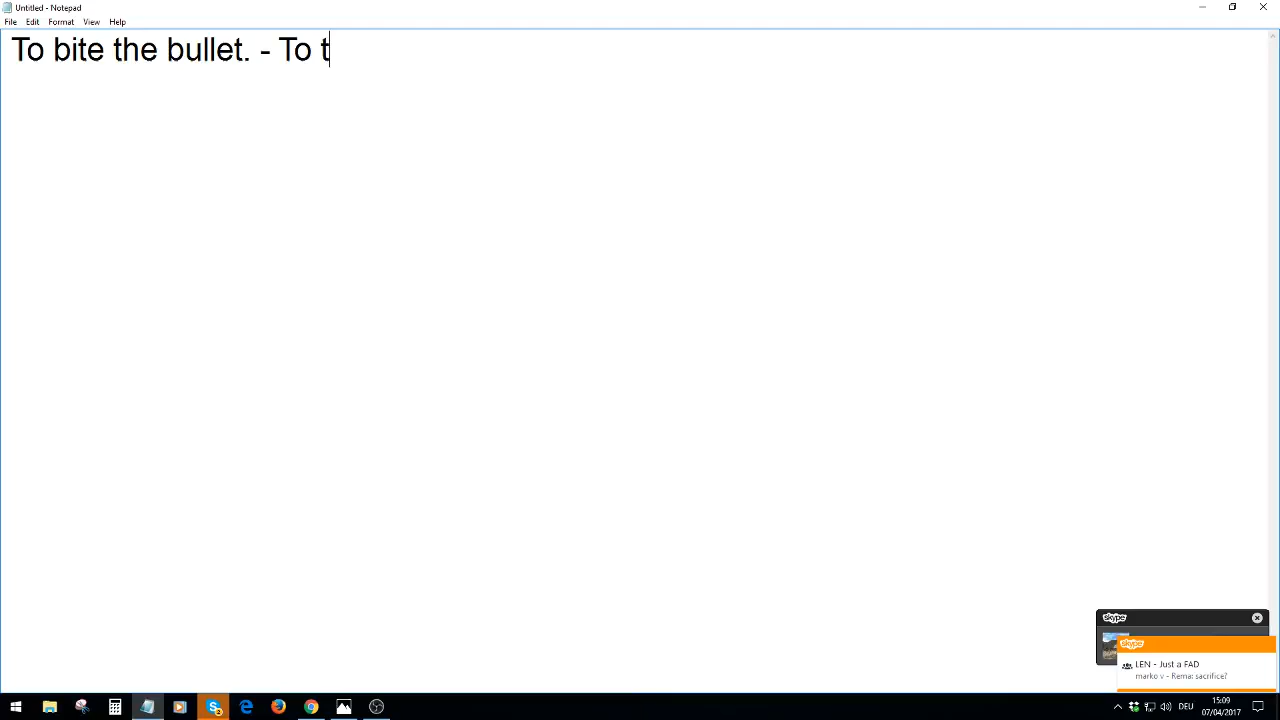 Untitled - Notepad
File Edit Format View Help
To bite the bullet. - To t
skype
skype
LEN - Just a FAD
marko v - Rema: sacrifice?
15:09
DEU
07/04/2017